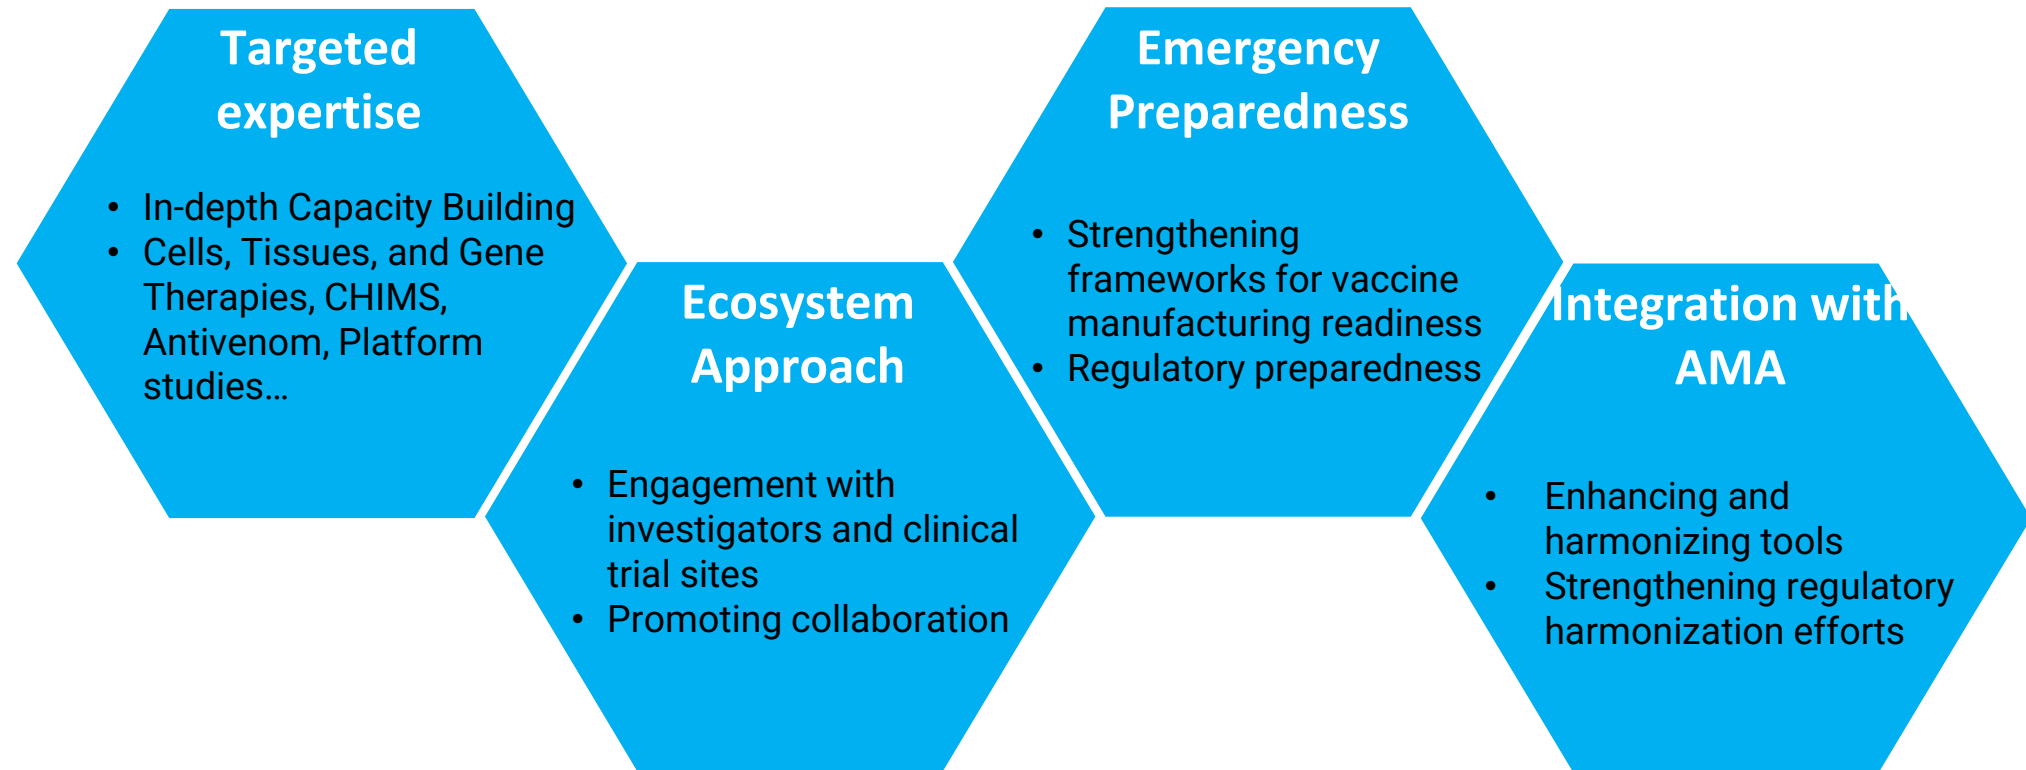 Targeted
expertise
• In-depth Capacity Building
• Cells, Tissues, and Gene
Therapies, CHIMS,
Antivenom, Platform
studies…
Ecosystem
Approach
• Engagement with
investigators and clinical
trial sites
• Promoting collaboration
Emergency
Preparedness
• Strengthening
frameworks for vaccine
manufacturing readiness
• Regulatory preparedness
Integration with
AMA
• Enhancing and
harmonizing tools
• Strengthening regulatory
harmonization efforts